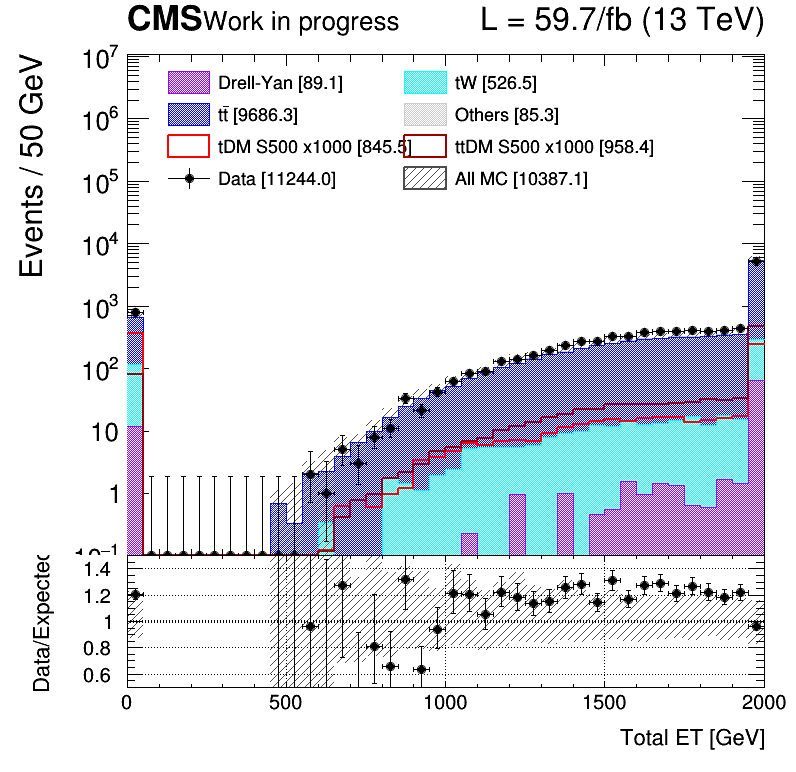 CMS Work in progress L = 59.7/fb (13 TeV)
Events / 50 GeV
10⁷
10⁶
10⁵
10⁴
10³
10²
10
1
10⁻¹
Drell-Yan [89.1] tW [526.5]
tt̄ [9686.3] Others [85.3]
tDM S500 x1000 [845.5] ttDM S500 x1000 [958.4]
Data [11244.0] All MC [10387.1]
Data/Expected
1.4
1.2
1
0.8
0.6
0 500 1000 1500 2000
Total ET [GeV]